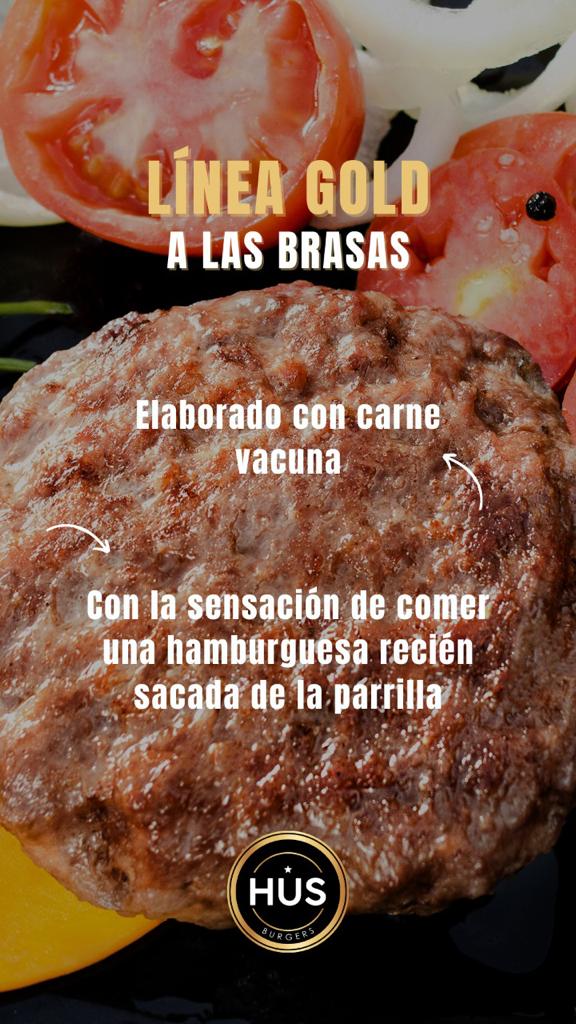 LÍNEA GOLD
A LAS BRASAS
Elaborado con carne
vacuna
Con la sensación de comer
una hamburguesa recién
sacada de la parrilla
HUS
BURGERS